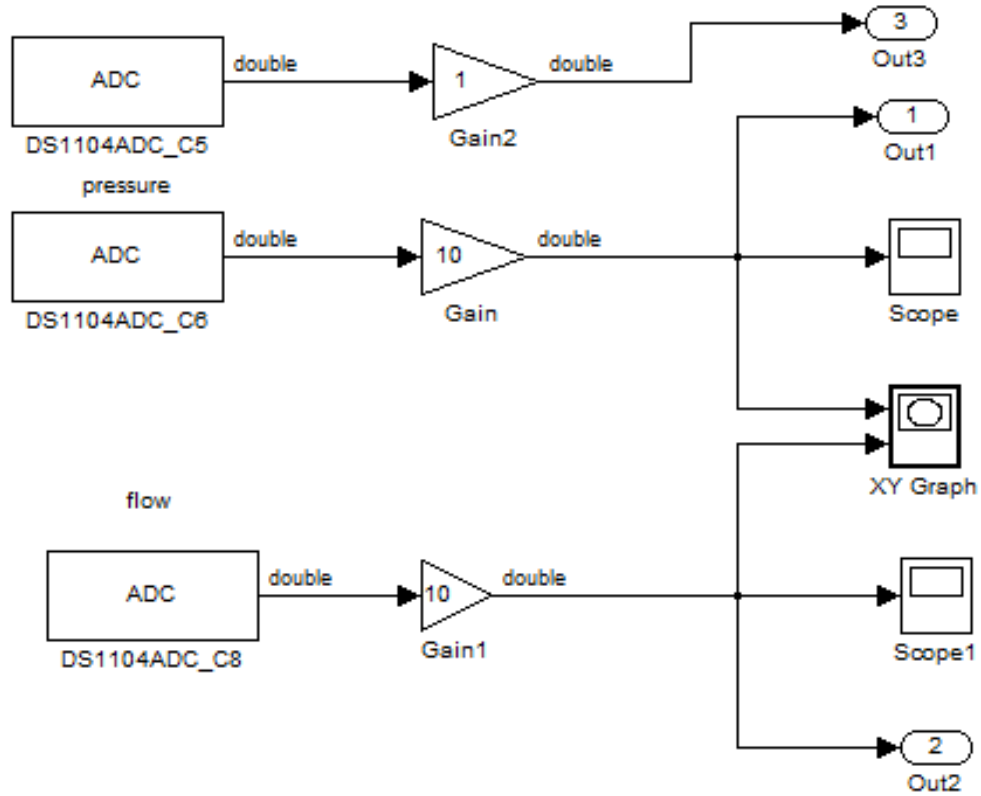 3
Out3
ADC
double
1
double
DS1104ADC_C5
Gain2
1
Out1
pressure
ADC
double
10
double
DS1104ADC_C6
Gain
Scope
XY Graph
flow
ADC
double
10
double
DS1104ADC_C8
Gain1
Scope1
2
Out2